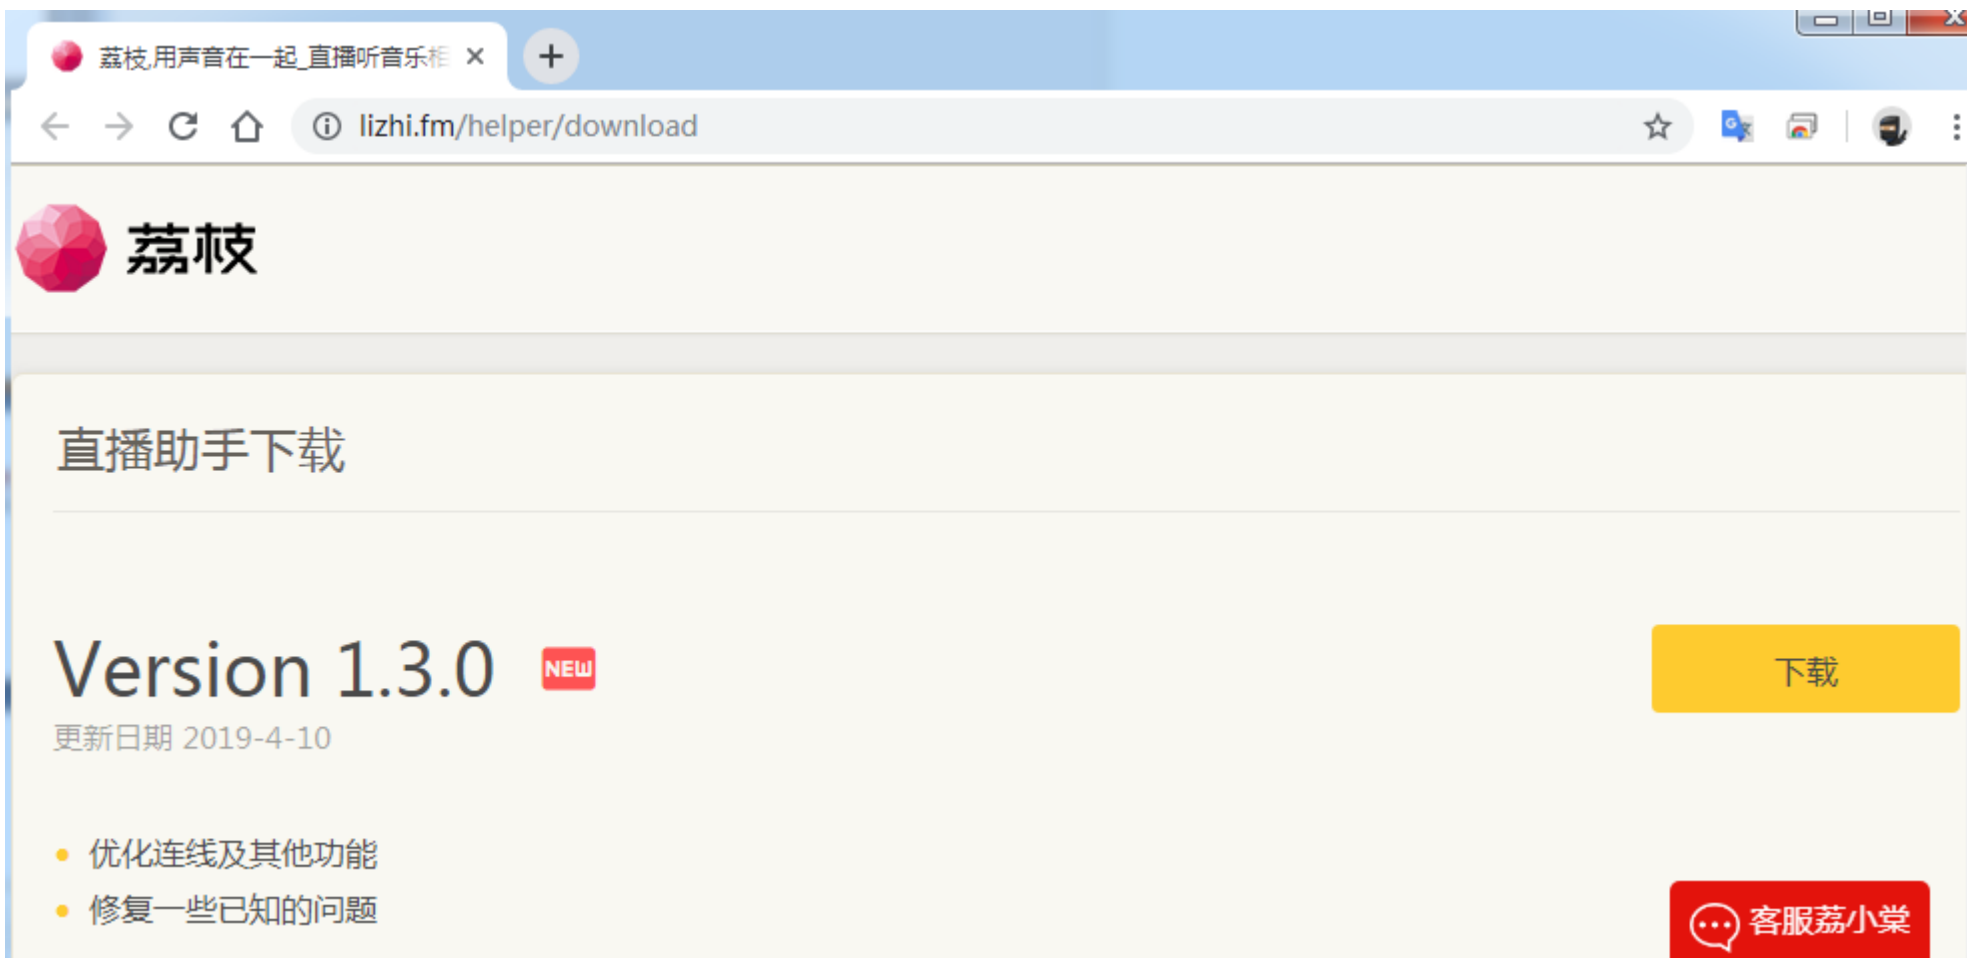 荔枝,用声音在一起_直播听音乐相
lizhi.fm/helper/download
荔枝
直播助手下载
Version 1.3.0 NEW
下载
更新日期 2019-4-10
优化连线及其他功能
修复一些已知的问题
客服荔小棠